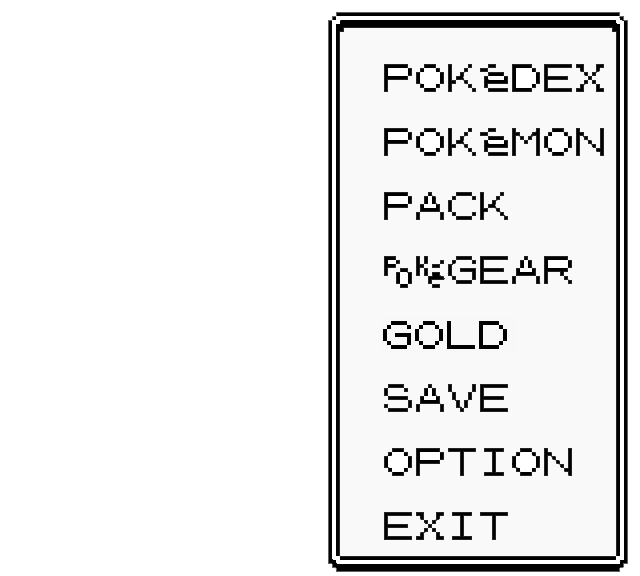 POKéDEX
POKéMON
PACK
POKéGEAR
GOLD
SAVE
OPTION
EXIT